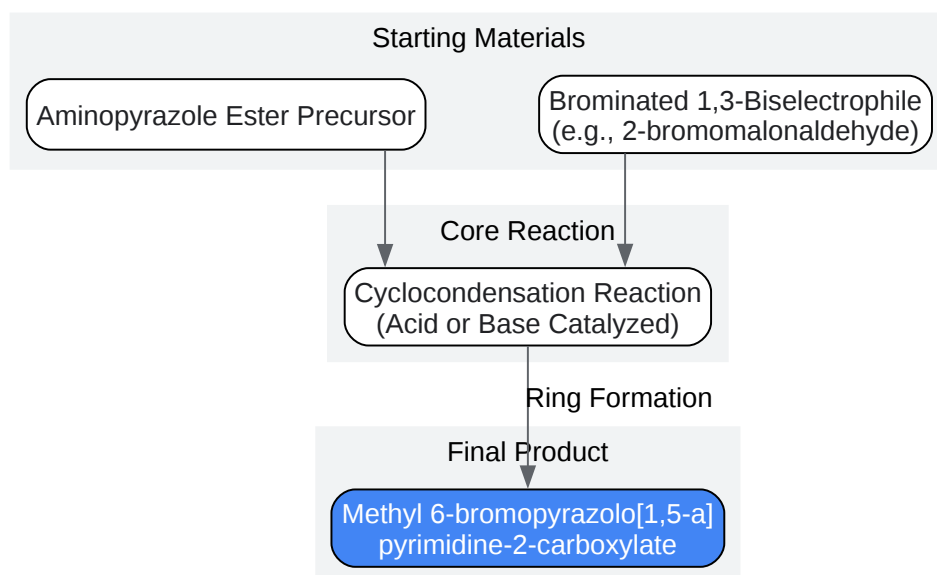 Starting Materials
Aminopyrazole Ester Precursor
Brominated 1,3-Biselectrophile
(e.g., 2-bromomalonaldehyde)
Core Reaction
Cyclocondensation Reaction
(Acid or Base Catalyzed)
Ring Formation
Final Product
Methyl 6-bromopyrazolo[1,5-a]
pyrimidine-2-carboxylate